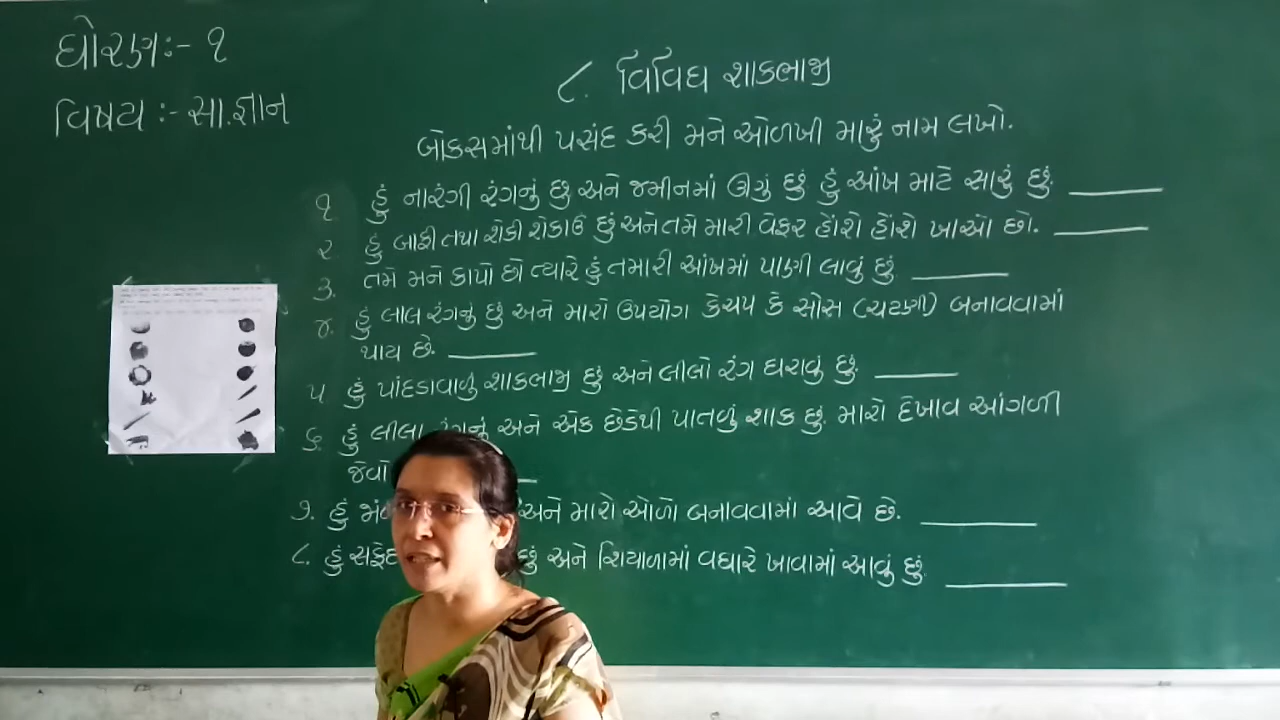 ધોરણ:- ૧
વિષય :- સા.જ્ઞાન
૮. વિવિધ શાકભાજી
બોકસમાંથી પસંદ કરી મને ઓળખી મારું નામ લખો.
૧. હું નારંગી રંગનું છું અને જમીનમાં ઊગું છું. હું આંખ માટે સારું છું. ______
૨. હું બાફી તથા શેકી શેકાઉં છું અને તમે મારી વેફર હોંશે હોંશે ખાઓ છો. ______
૩. તમે મને કાપો છો ત્યારે હું તમારી આંખમાં પાણી લાવું છું ______
૪. હું લાલ રંગનું છું અને મારો ઉપયોગ કેચપ કે સોસ (ચટણી) બનાવવામાં
થાય છે. ______
૫ હું પાંદડાવાળું શાકભાજી છું અને લીલો રંગ ધરાવું છું. ______
૬. હું લીલા રંગનું અને એક છેડેથી પાતળું શાક છું. મારો દેખાવ આંગળી
જેવો
૭. હું અને મારો ઓળો બનાવવામાં આવે છે. ______
૮. હું સફેદ છું અને શિયાળામાં વધારે ખાવામાં આવું છું. ______